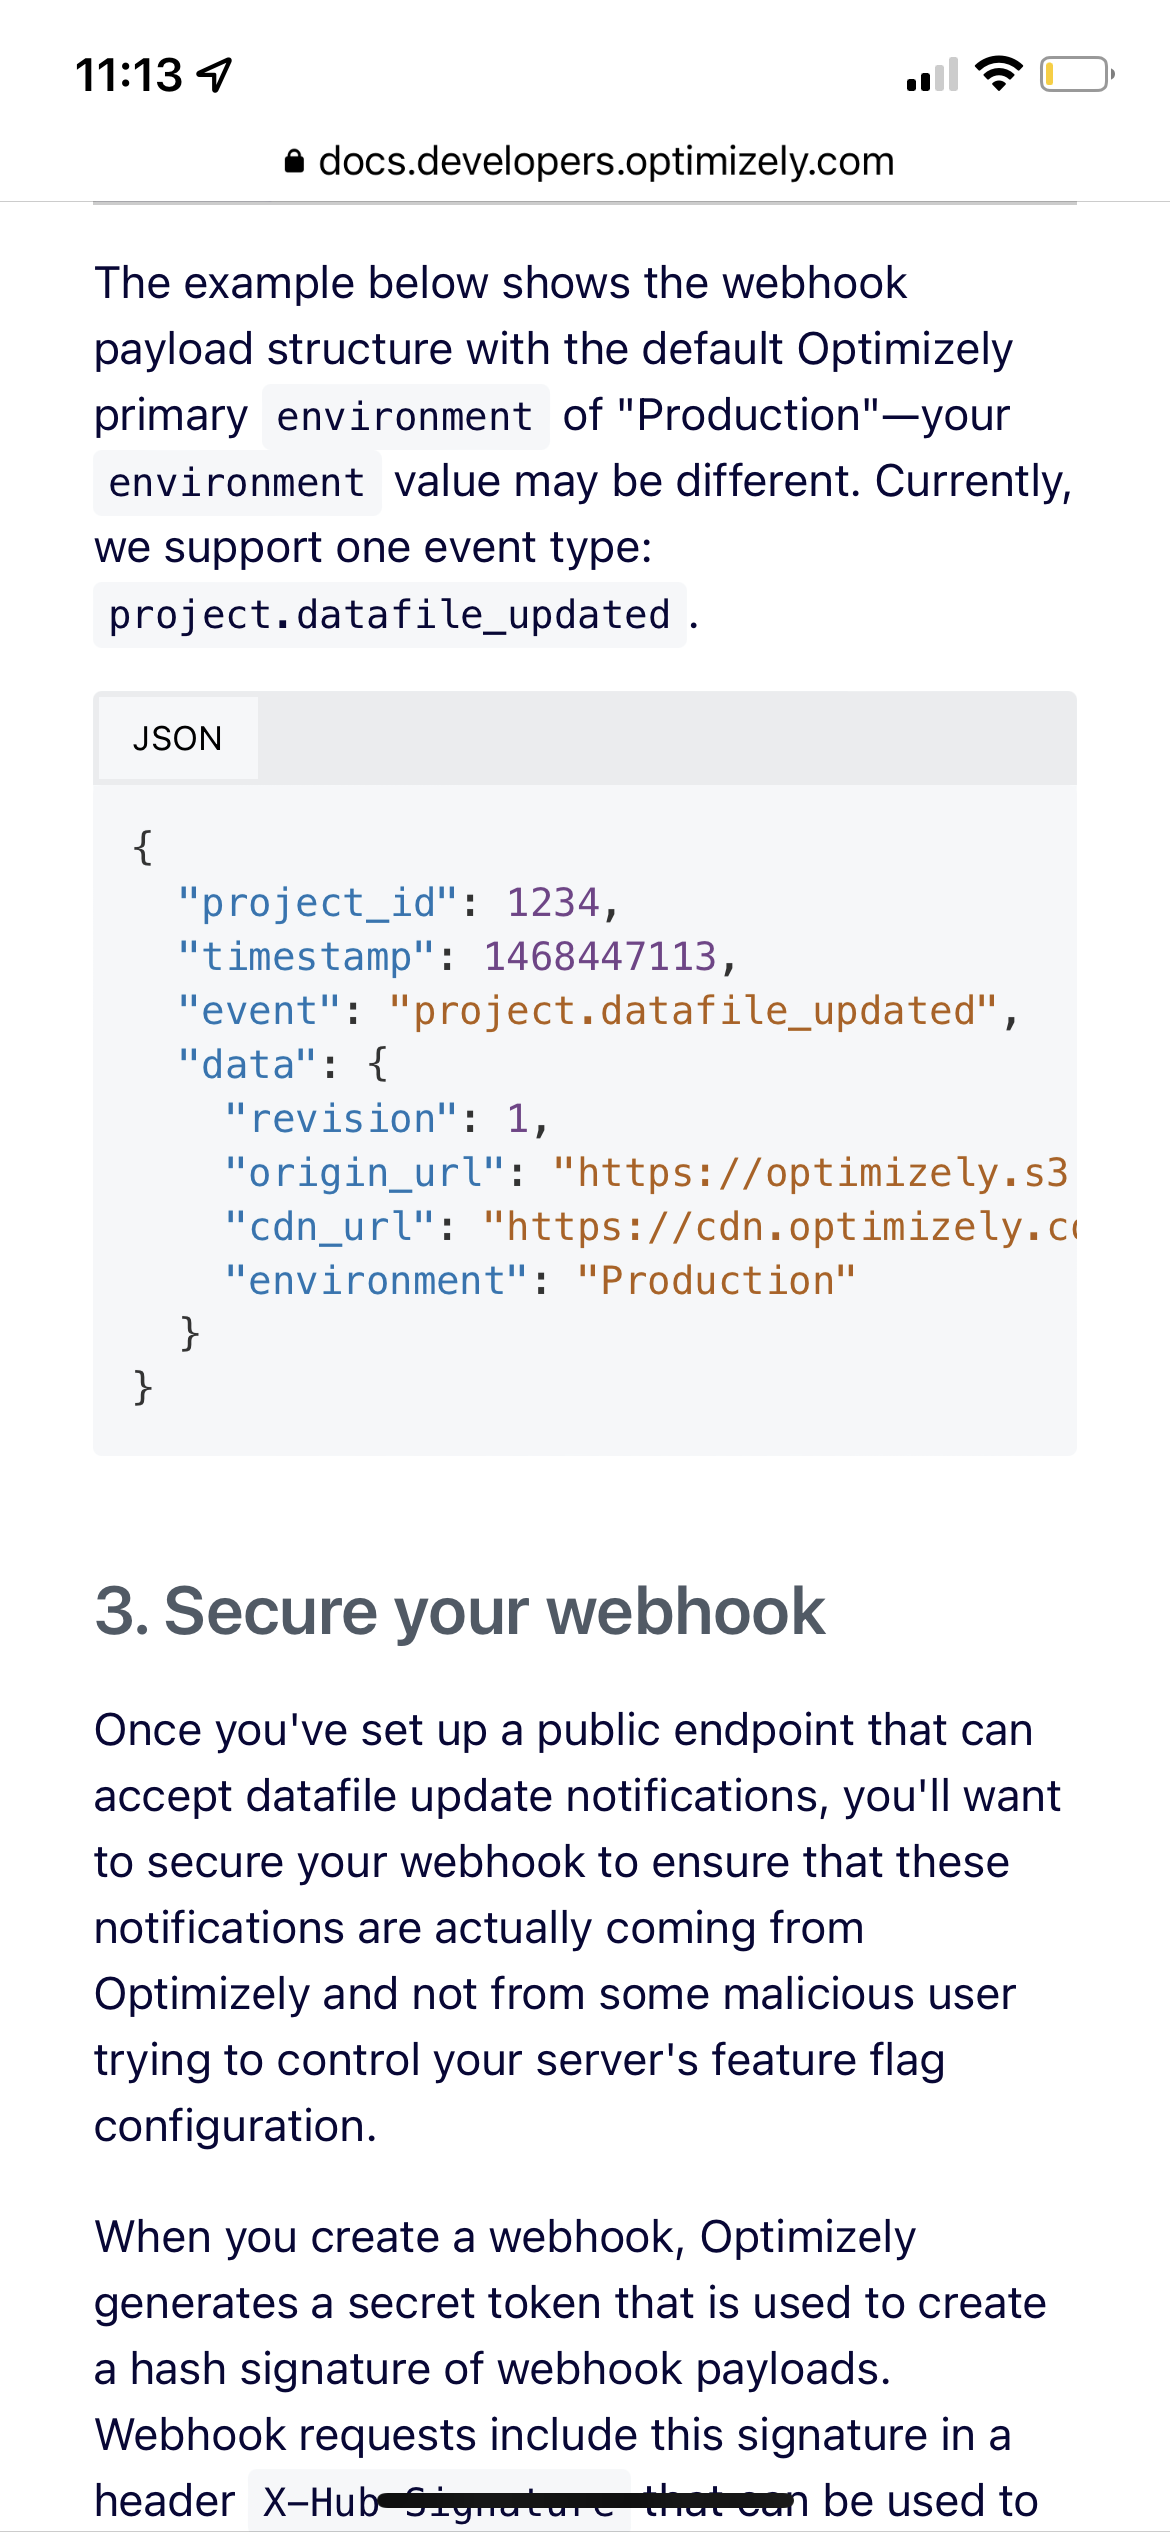 11:13
docs.developers.optimizely.com
The example below shows the webhook
payload structure with the default Optimizely
primary environment of "Production"—your
environment value may be different. Currently,
we support one event type:
project.datafile_updated .
JSON
{
  "project_id": 1234,
  "timestamp": 1468447113,
  "event": "project.datafile_updated",
  "data": {
    "revision": 1,
    "origin_url": "https://optimizely.s3
    "cdn_url": "https://cdn.optimizely.co
    "environment": "Production"
  }
}
3. Secure your webhook
Once you've set up a public endpoint that can
accept datafile update notifications, you'll want
to secure your webhook to ensure that these
notifications are actually coming from
Optimizely and not from some malicious user
trying to control your server's feature flag
configuration.
When you create a webhook, Optimizely
generates a secret token that is used to create
a hash signature of webhook payloads.
Webhook requests include this signature in a
header X-Hub-Signature that can be used to